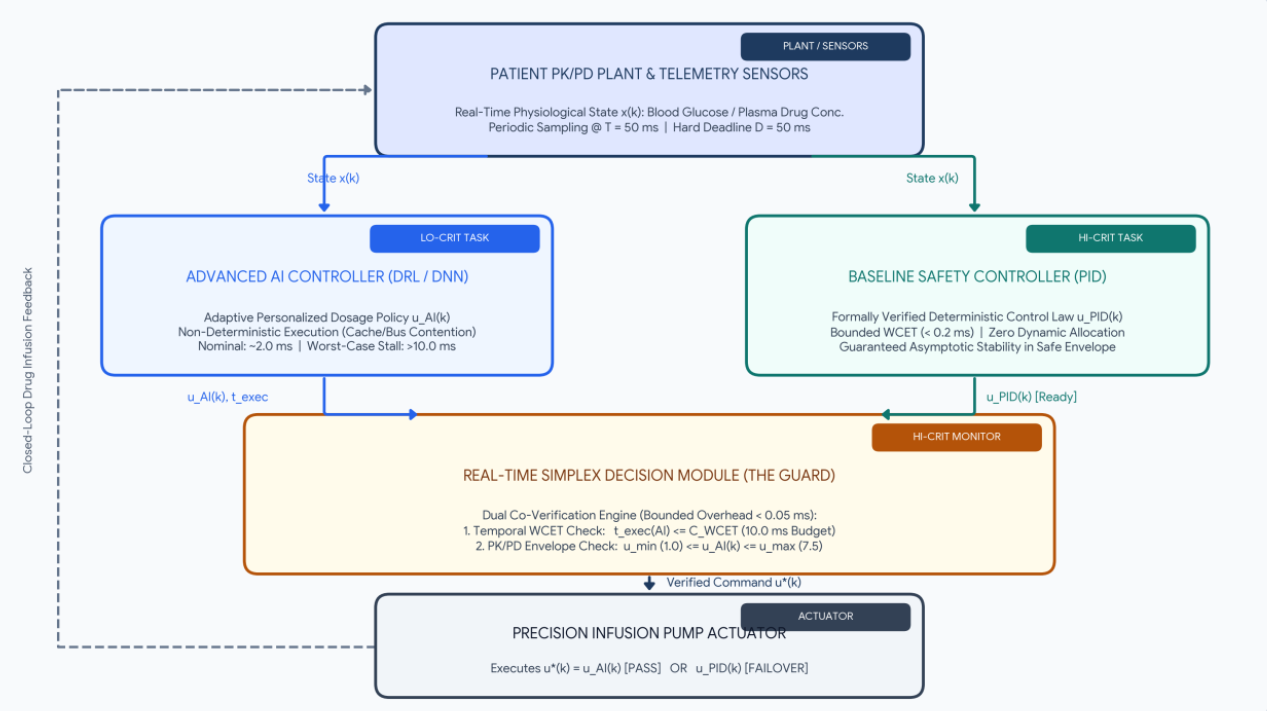 PLANT / SENSORS
PATIENT PK/PD PLANT & TELEMETRY SENSORS
Real-Time Physiological State x(k): Blood Glucose / Plasma Drug Conc.
Periodic Sampling @ T = 50 ms | Hard Deadline D = 50 ms
State x(k)
State x(k)
LO-CRIT TASK
ADVANCED AI CONTROLLER (DRL / DNN)
Adaptive Personalized Dosage Policy u_AI(k)
Non-Deterministic Execution (Cache/Bus Contention)
Nominal: ~2.0 ms | Worst-Case Stall: >10.0 ms
HI-CRIT TASK
BASELINE SAFETY CONTROLLER (PID)
Formally Verified Deterministic Control Law u_PID(k)
Bounded WCET (< 0.2 ms) | Zero Dynamic Allocation
Guaranteed Asymptotic Stability in Safe Envelope
Closed-Loop Drug Infusion Feedback
u_AI(k), t_exec
u_PID(k) [Ready]
HI-CRIT MONITOR
REAL-TIME SIMPLEX DECISION MODULE (THE GUARD)
Dual Co-Verification Engine (Bounded Overhead < 0.05 ms):
1. Temporal WCET Check: t_exec(AI) <= C_WCET (10.0 ms Budget)
2. PK/PD Envelope Check: u_min (1.0) <= u_AI(k) <= u_max (7.5)
Verified Command u*(k)
ACTUATOR
PRECISION INFUSION PUMP ACTUATOR
Executes u*(k) = u_AI(k) [PASS] OR u_PID(k) [FAILOVER]